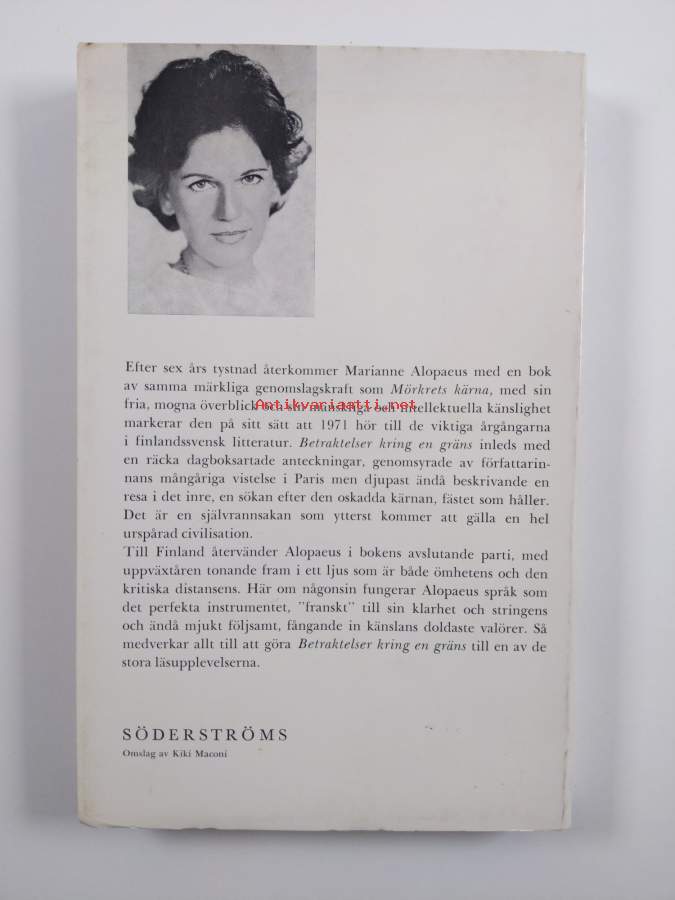 Efter sex års tystnad återkommer Marianne Alopaeus med en bok
av samma märkliga genomslagskraft som Mörkrets kärna, med sin
Antikvariaatti.net
fria, mogna överblick och sin mänskliga och intellektuella känslighet
markerar den på sitt sätt att 1971 hör till de viktiga årgångarna
i finlandssvensk litteratur. Betraktelser kring en gräns inleds med
en räcka dagboksartade anteckningar, genomsyrade av författarin-
nans mångåriga vistelse i Paris men djupast ändå beskrivande en
resa i det inre, en sökan efter den oskadda kärnan, fästet som håller.
Det är en självrannsakan som ytterst kommer att gälla en hel
urspårad civilisation.
Till Finland återvänder Alopaeus i bokens avslutande parti, med
uppväxtåren tonande fram i ett ljus som är både ömhetens och den
kritiska distansens. Här om någonsin fungerar Alopaeus språk som
det perfekta instrumentet, "franskt" till sin klarhet och stringens
och ändå mjukt följsamt, fångande in känslans doldaste valörer. Så
medverkar allt till att göra Betraktelser kring en gräns till en av de
stora läsupplevelserna.
SÖDERSTRÖMS
Omslag av Kiki Maconi